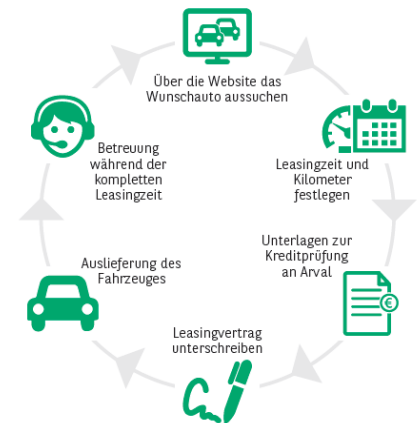 Über die Website das
Wunschauto aussuchen
Leasingzeit und
Kilometer
festlegen
Unterlagen zur
Kreditprüfung
an Arval
€
Leasingvertrag
unterschreiben
Auslieferung des
Fahrzeuges
Betreuung
während der
kompletten
Leasingzeit